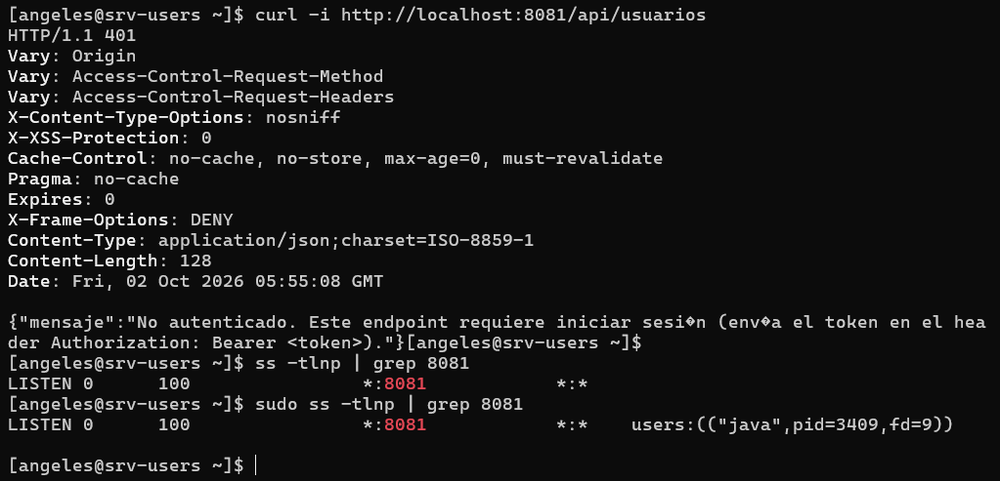 [angeles@srv-users ~]$ curl -i http://localhost:8081/api/usuarios
HTTP/1.1 401
Vary: Origin
Vary: Access-Control-Request-Method
Vary: Access-Control-Request-Headers
X-Content-Type-Options: nosniff
X-XSS-Protection: 0
Cache-Control: no-cache, no-store, max-age=0, must-revalidate
Pragma: no-cache
Expires: 0
X-Frame-Options: DENY
Content-Type: application/json;charset=ISO-8859-1
Content-Length: 128
Date: Fri, 02 Oct 2026 05:55:08 GMT
{"mensaje":"No autenticado. Este endpoint requiere iniciar sesi�n (env�a el token en el hea
der Authorization: Bearer <token>)."}[angeles@srv-users ~]$
[angeles@srv-users ~]$ ss -tlnp | grep 8081
LISTEN 0      100                *:8081            *:*
[angeles@srv-users ~]$ sudo ss -tlnp | grep 8081
LISTEN 0      100                *:8081            *:*    users:(("java",pid=3409,fd=9))
[angeles@srv-users ~]$